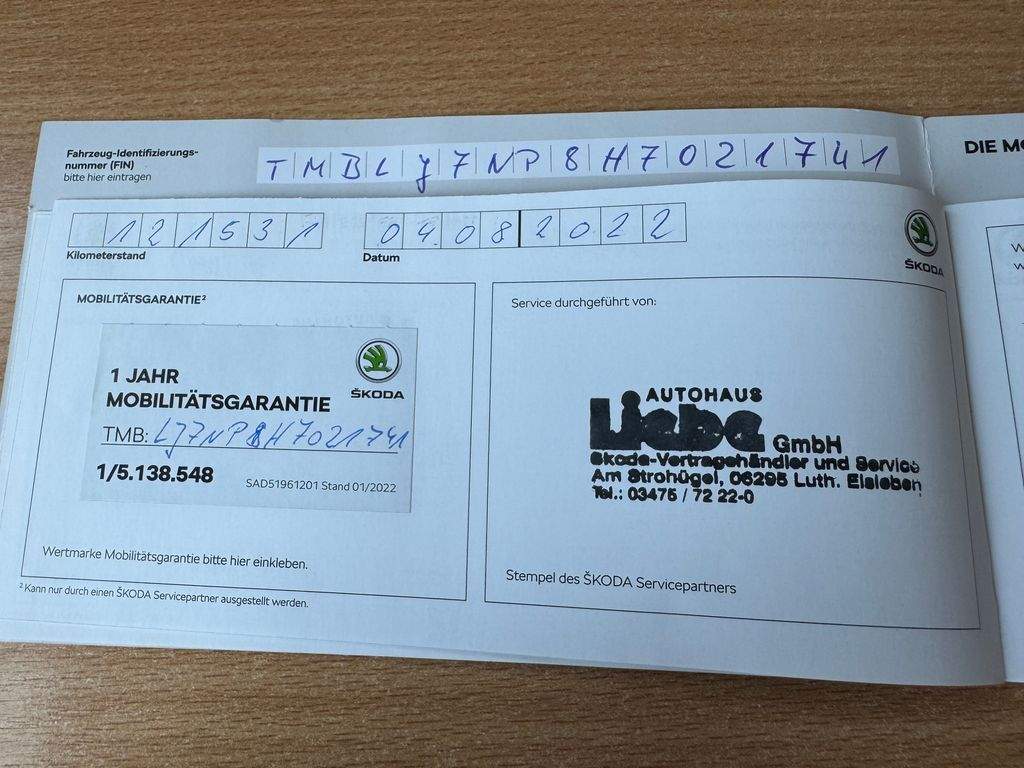 Fahrzeug-Identifizierungs-
nummer (FIN)
bitte hier eintragen
TMBLJ7NP8H7021741
DIE M
121531
Kilometerstand
04.08 2022
Datum
ŠKODA
MOBILITÄTSGARANTIE²
1 JAHR
MOBILITÄTSGARANTIE
ŠKODA
TMB: LJ7NP8H7021741
1/5.138.548
SAD51961201 Stand 01/2022
Wertmarke Mobilitätsgarantie bitte hier einkleben.
² Kann nur durch einen ŠKODA Servicepartner ausgestellt werden.
Service durchgeführt von:
AUTOHAUS
Liebe GmbH
Skoda-Vertragshändler und Service
Am Strohügel, 06295 Luth. Eisleben
Tel.: 03475 / 72 22-0
Stempel des ŠKODA Servicepartners